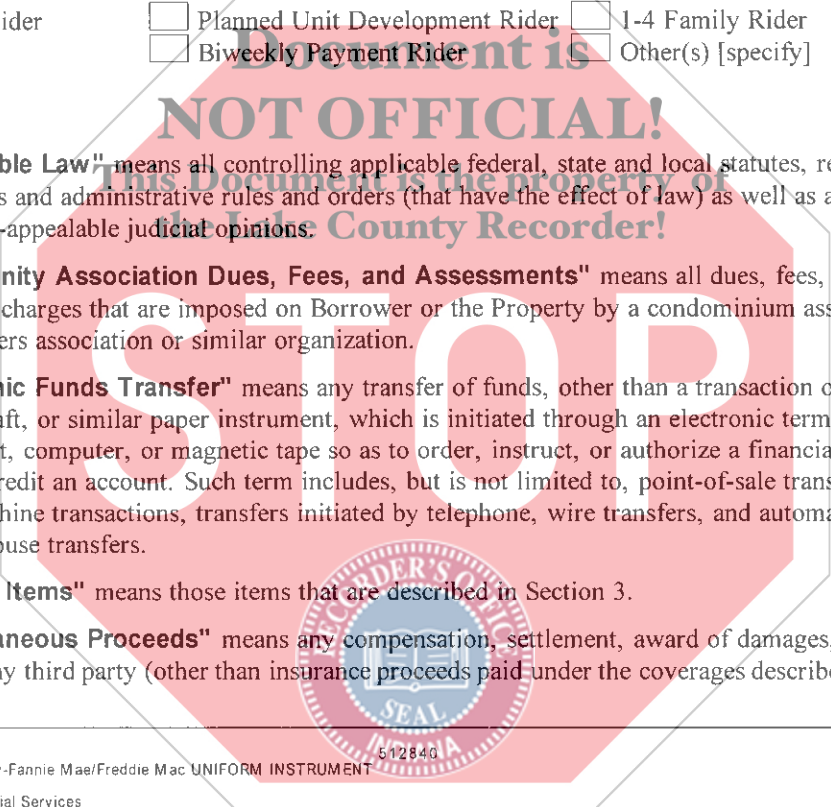 ider Planned Unit Development Rider 1-4 Family Rider
Biweekly Payment Rider Other(s) [specify]
Document is
NOT OFFICIAL!
This Document is the property of
the Lake County Recorder!
ble Law" means all controlling applicable federal, state and local statutes, re
s and administrative rules and orders (that have the effect of law) as well as a
-appealable judicial opinions.
nity Association Dues, Fees, and Assessments" means all dues, fees,
charges that are imposed on Borrower or the Property by a condominium ass
ers association or similar organization.
STOP
nic Funds Transfer" means any transfer of funds, other than a transaction o
aft, or similar paper instrument, which is initiated through an electronic term
t, computer, or magnetic tape so as to order, instruct, or authorize a financia
redit an account. Such term includes, but is not limited to, point-of-sale trans
hine transactions, transfers initiated by telephone, wire transfers, and automa
ouse transfers.
Items" means those items that are described in Section 3.
aneous Proceeds" means any compensation, settlement, award of damages,
ny third party (other than insurance proceeds paid under the coverages describe
RECORDER'S OFFICE
SEAL
INDIANA
512840
-Fannie Mae/Freddie Mac UNIFORM INSTRUMENT
ial Services